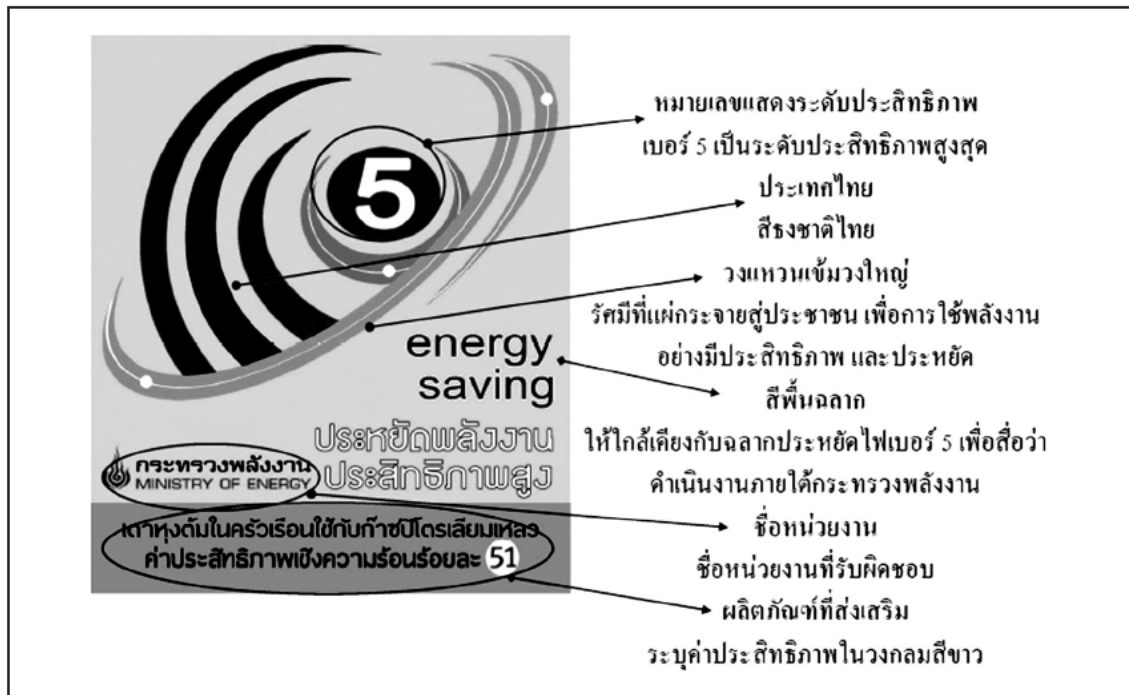 5
energy
saving
ประหยัดพลังงาน
ประสิทธิภาพสูง
กระทรวงพลังงาน
MINISTRY OF ENERGY
เตาหุงต้มในครัวเรือนใช้กับก๊าซปิโตรเลียมเหลว
ค่าประสิทธิภาพเชิงความร้อนร้อยละ 51
หมายเลขแสดงระดับประสิทธิภาพ
เบอร์ 5 เป็นระดับประสิทธิภาพสูงสุด
ประเทศไทย
สีธงชาติไทย
วงแหวนเข้มวงใหญ่
รัศมีที่แผ่กระจายสู่ประชาชน เพื่อการใช้พลังงาน
อย่างมีประสิทธิภาพ และประหยัด
สีพื้นฉลาก
ให้ใกล้เคียงกับฉลากประหยัดไฟเบอร์ 5 เพื่อสื่อว่า
ดำเนินงานภายใต้กระทรวงพลังงาน
ชื่อหน่วยงาน
ชื่อหน่วยงานที่รับผิดชอบ
ผลิตภัณฑ์ที่ส่งเสริม
ระบุค่าประสิทธิภาพในวงกลมสีขาว